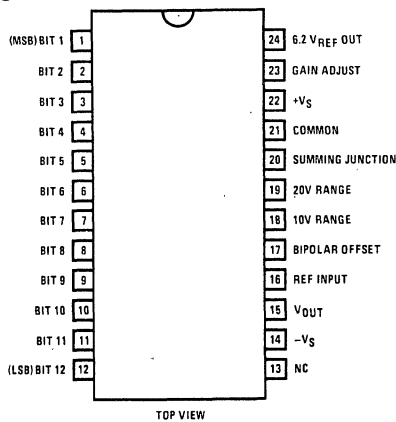 (MSB) BIT 1 1
BIT 2 2
BIT 3 3
BIT 4 4
BIT 5 5
BIT 6 6
BIT 7 7
BIT 8 8
BIT 9 9
BIT 10 10
BIT 11 11
(LSB) BIT 12 12
24 6.2 VREF OUT
23 GAIN ADJUST
22 +VS
21 COMMON
20 SUMMING JUNCTION
19 20V RANGE
18 10V RANGE
17 BIPOLAR OFFSET
16 REF INPUT
15 VOUT
14 –VS
13 NC
TOP VIEW